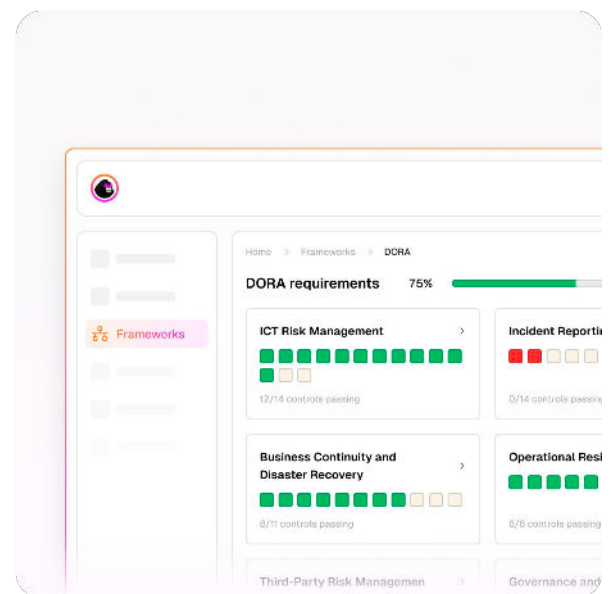 Home > Frameworks > DORA
DORA requirements 75%
Frameworks
ICT Risk Management >
12/14 controls passing
Incident Reportin
0/14 controls passing
Business Continuity and
Disaster Recovery >
8/11 controls passing
Operational Resi
8/8 controls passing
Third-Party Risk Managemen >
Governance and